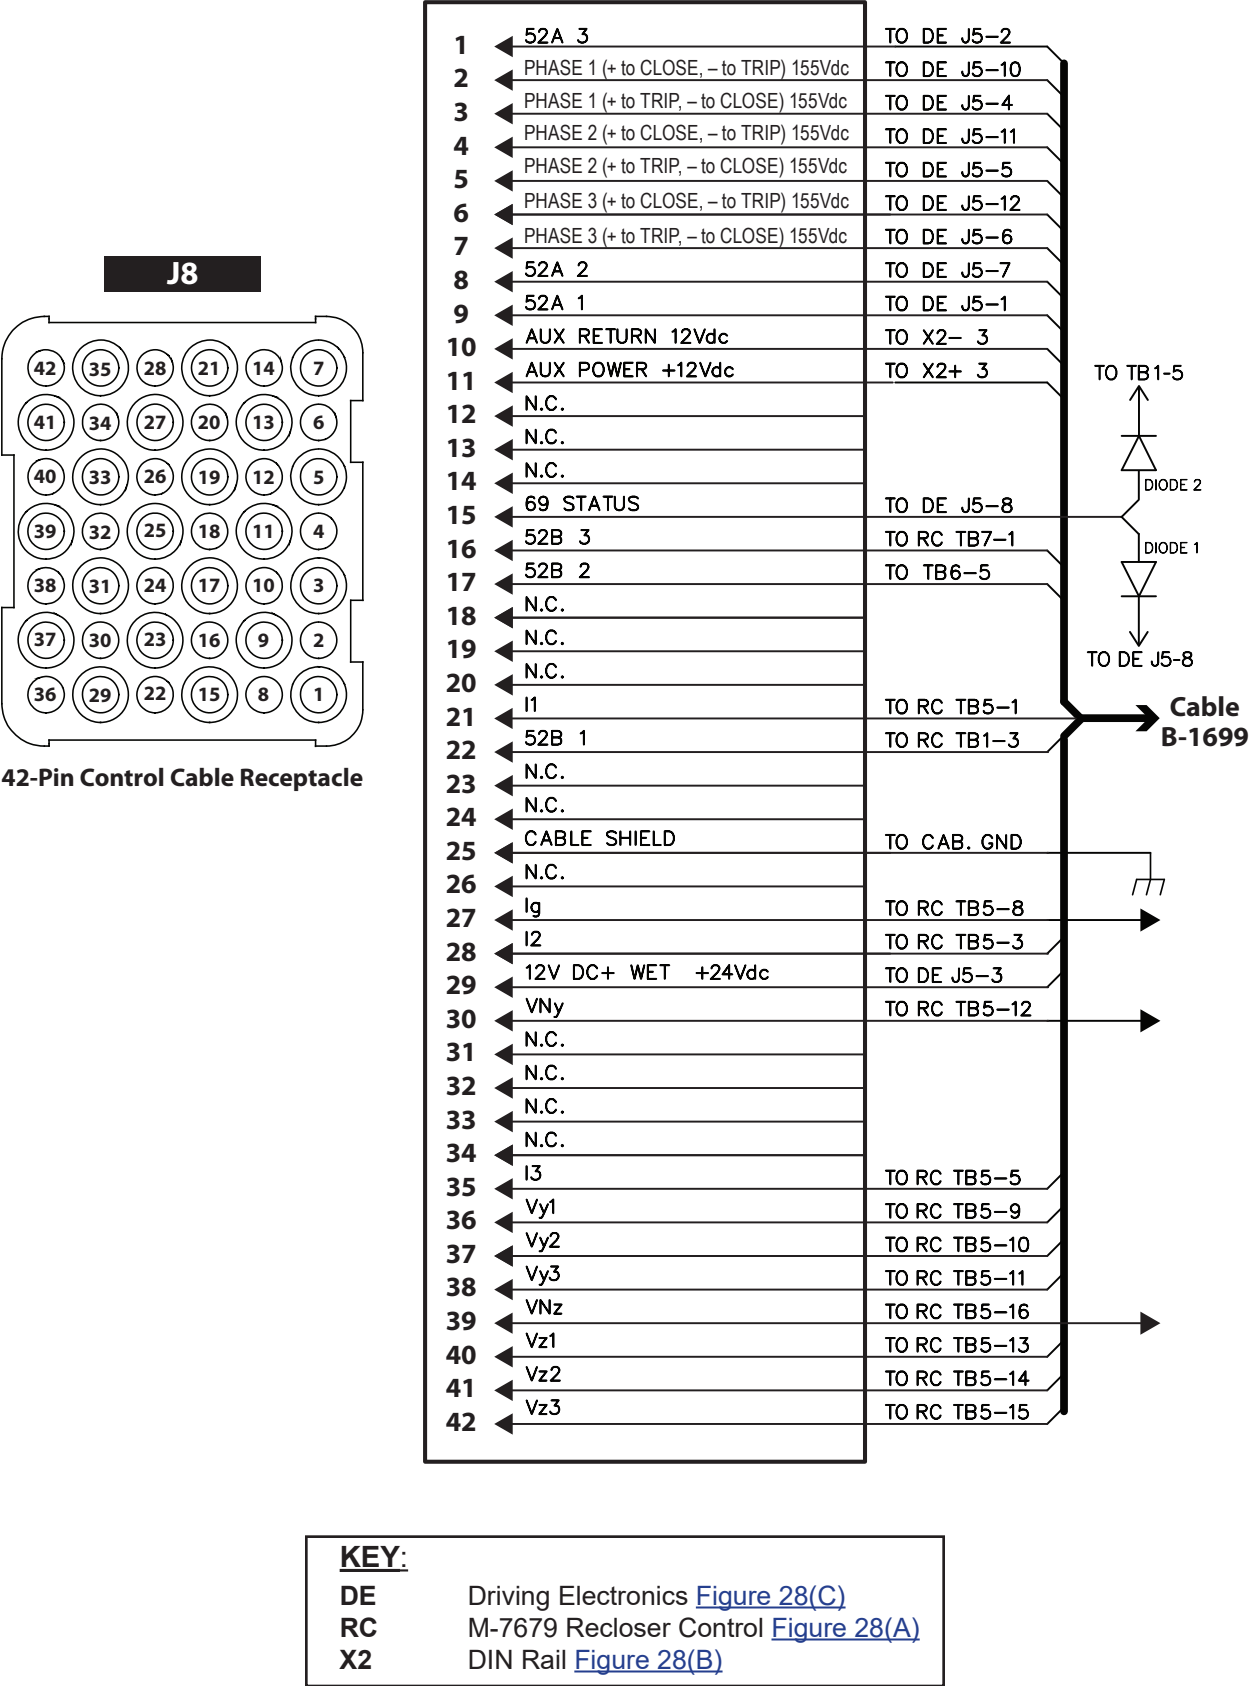 J8
42 35 28 21 14 7
41 34 27 20 13 6
40 33 26 19 12 5
39 32 25 18 11 4
38 31 24 17 10 3
37 30 23 16 9 2
36 29 22 15 8 1
42-Pin Control Cable Receptacle
1 52A 3 TO DE J5-2
2 PHASE 1 (+ to CLOSE, – to TRIP) 155Vdc TO DE J5-10
3 PHASE 1 (+ to TRIP, – to CLOSE) 155Vdc TO DE J5-4
4 PHASE 2 (+ to CLOSE, – to TRIP) 155Vdc TO DE J5-11
5 PHASE 2 (+ to TRIP, – to CLOSE) 155Vdc TO DE J5-5
6 PHASE 3 (+ to CLOSE, – to TRIP) 155Vdc TO DE J5-12
7 PHASE 3 (+ to TRIP, – to CLOSE) 155Vdc TO DE J5-6
8 52A 2 TO DE J5-7
9 52A 1 TO DE J5-1
10 AUX RETURN 12Vdc TO X2- 3
11 AUX POWER +12Vdc TO X2+ 3
12 N.C.
13 N.C.
14 N.C.
15 69 STATUS TO DE J5-8
16 52B 3 TO RC TB7-1
17 52B 2 TO TB6-5
18 N.C.
19 N.C.
20 N.C.
21 I1 TO RC TB5-1
22 52B 1 TO RC TB1-3
23 N.C.
24 N.C.
25 CABLE SHIELD TO CAB. GND
26 N.C.
27 Ig TO RC TB5-8
28 I2 TO RC TB5-3
29 12V DC+ WET +24Vdc TO DE J5-3
30 VNy TO RC TB5-12
31 N.C.
32 N.C.
33 N.C.
34 N.C.
35 I3 TO RC TB5-5
36 Vy1 TO RC TB5-9
37 Vy2 TO RC TB5-10
38 Vy3 TO RC TB5-11
39 VNz TO RC TB5-16
40 Vz1 TO RC TB5-13
41 Vz2 TO RC TB5-14
42 Vz3 TO RC TB5-15
TO TB1-5
DIODE 2
DIODE 1
TO DE J5-8
Cable
B-1699
KEY:
DE Driving Electronics Figure 28(C)
RC M-7679 Recloser Control Figure 28(A)
X2 DIN Rail Figure 28(B)